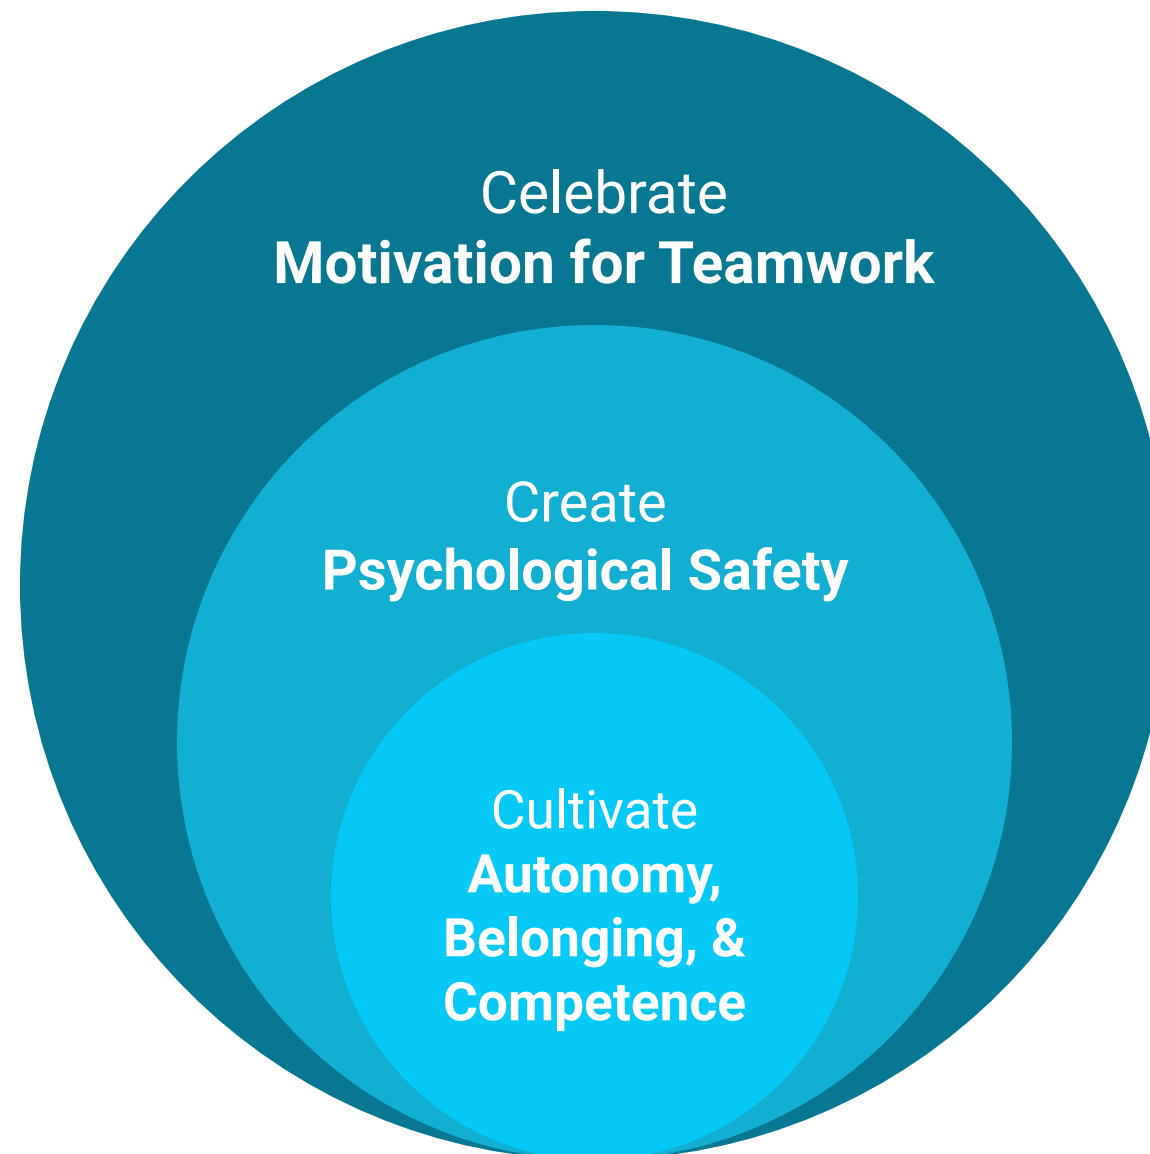 Celebrate
Motivation for Teamwork
Create
Psychological Safety
Cultivate
Autonomy,
Belonging, &
Competence